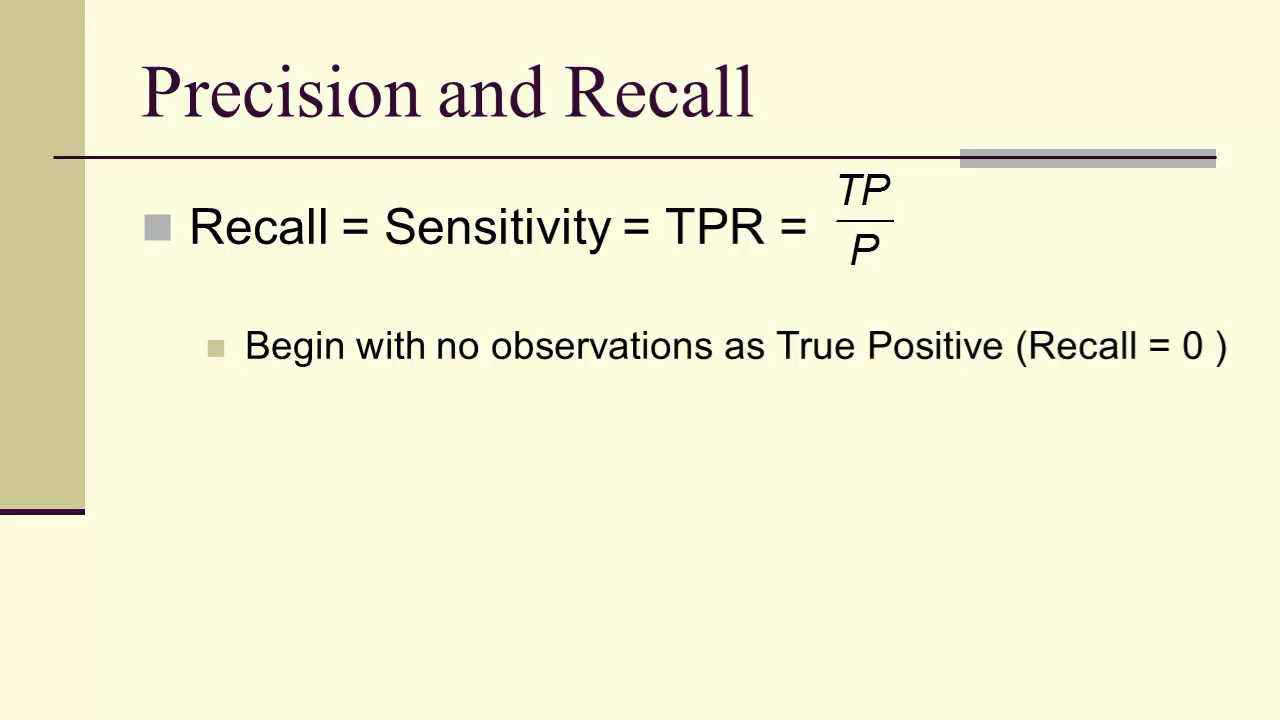 Precision and Recall
Recall = Sensitivity = TPR = TP/P
Begin with no observations as True Positive (Recall = 0 )